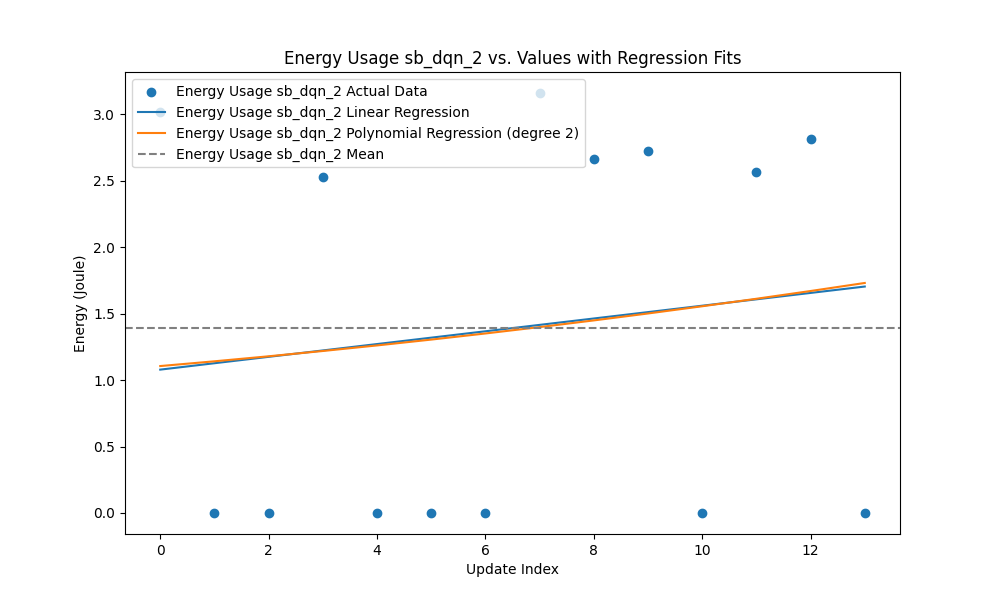 Energy Usage sb_dqn_2 vs. Values with Regression Fits
Energy Usage sb_dqn_2 Actual Data
Energy Usage sb_dqn_2 Linear Regression
Energy Usage sb_dqn_2 Polynomial Regression (degree 2)
Energy Usage sb_dqn_2 Mean
Energy (Joule)
3.0
2.5
2.0
1.5
1.0
0.5
0.0
0 2 4 6 8 10 12
Update Index